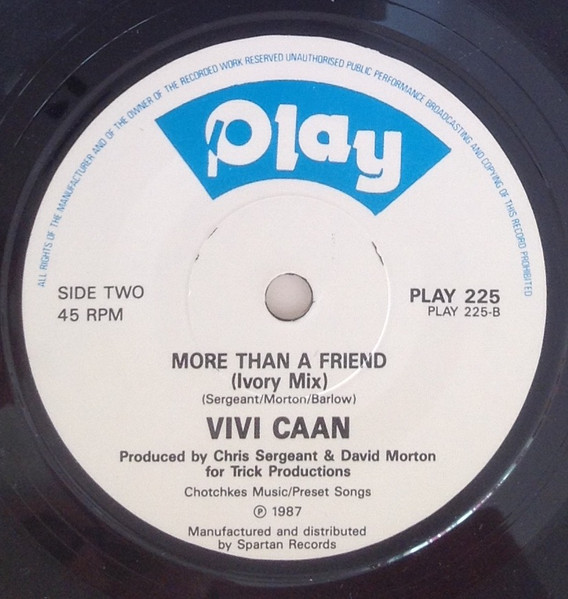 ALL RIGHTS OF THE MANUFACTURER AND OF THE OWNER OF THE RECORDED WORK RESERVED UNAUTHORISED PUBLIC PERFORMANCE BROADCASTING AND COPYING OF THIS RECORD PROHIBITED
Play
SIDE TWO
45 RPM
PLAY 225
PLAY 225-B
MORE THAN A FRIEND
(Ivory Mix)
(Sergeant/Morton/Barlow)
VIVI CAAN
Produced by Chris Sergeant & David Morton
for Trick Productions
Chotchkes Music/Preset Songs
℗ 1987
Manufactured and distributed
by Spartan Records